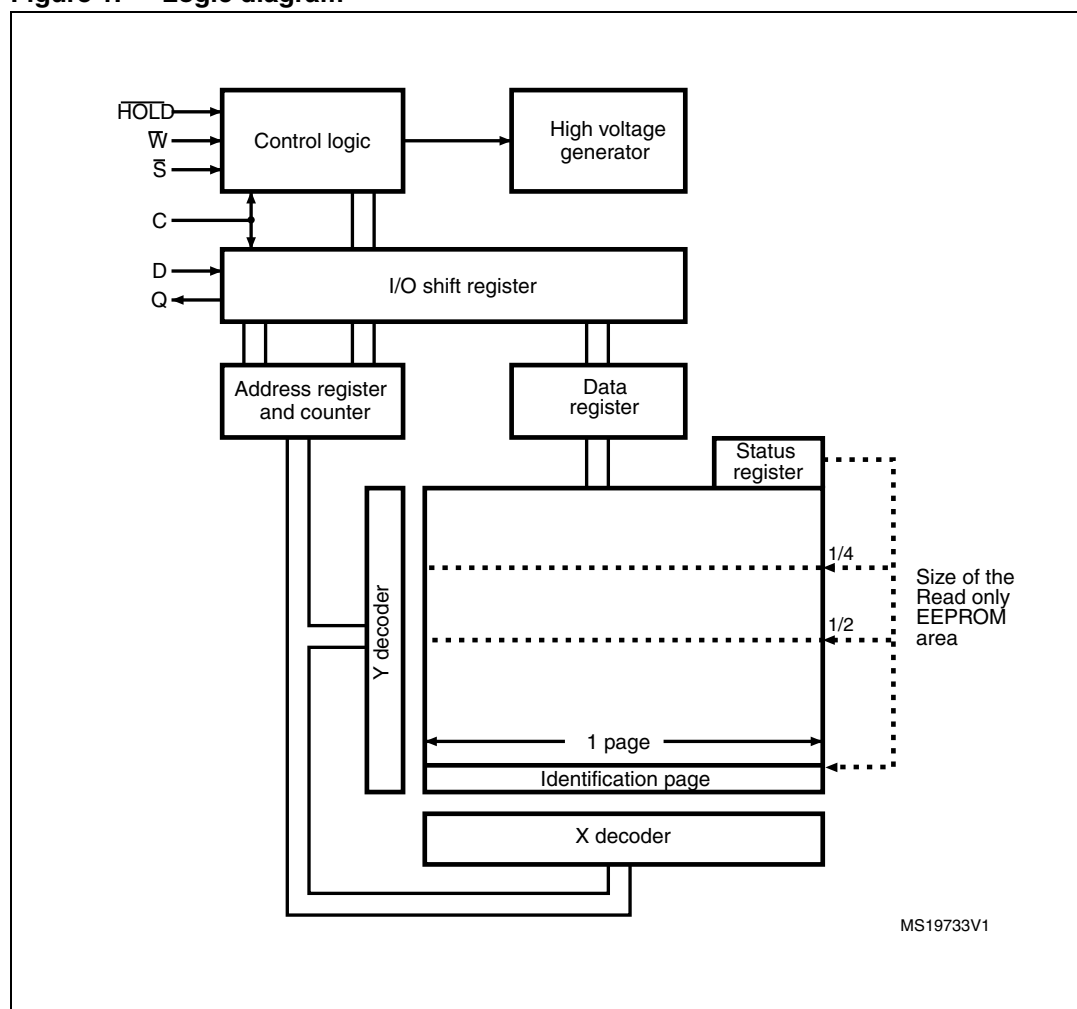 Figure 1. Logic diagram
H̅O̅L̅D̅
W̅
S̅
C
D
Q
Control logic
High voltage
generator
I/O shift register
Address register
and counter
Data
register
Status
register
Y decoder
1/4
1/2
Size of the
Read only
EEPROM
area
1 page
Identification page
X decoder
MS19733V1